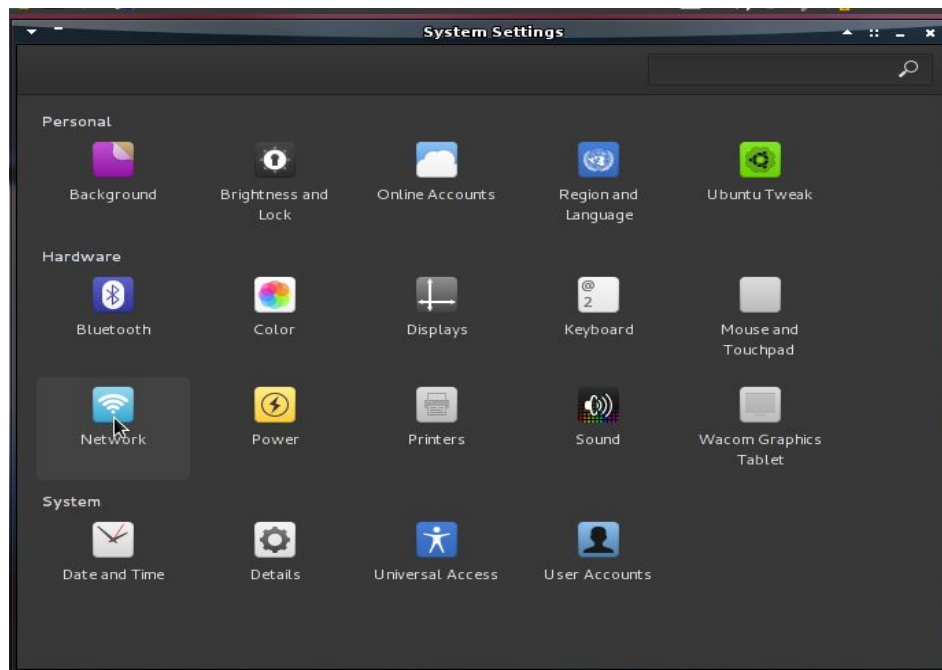 System Settings
Personal
Background
Brightness and
Lock
Online Accounts
Region and
Language
Ubuntu Tweak
Hardware
Bluetooth
Color
Displays
@
2
Keyboard
Mouse and
Touchpad
Network
Power
Printers
Sound
Wacom Graphics
Tablet
System
Date and Time
Details
Universal Access
User Accounts